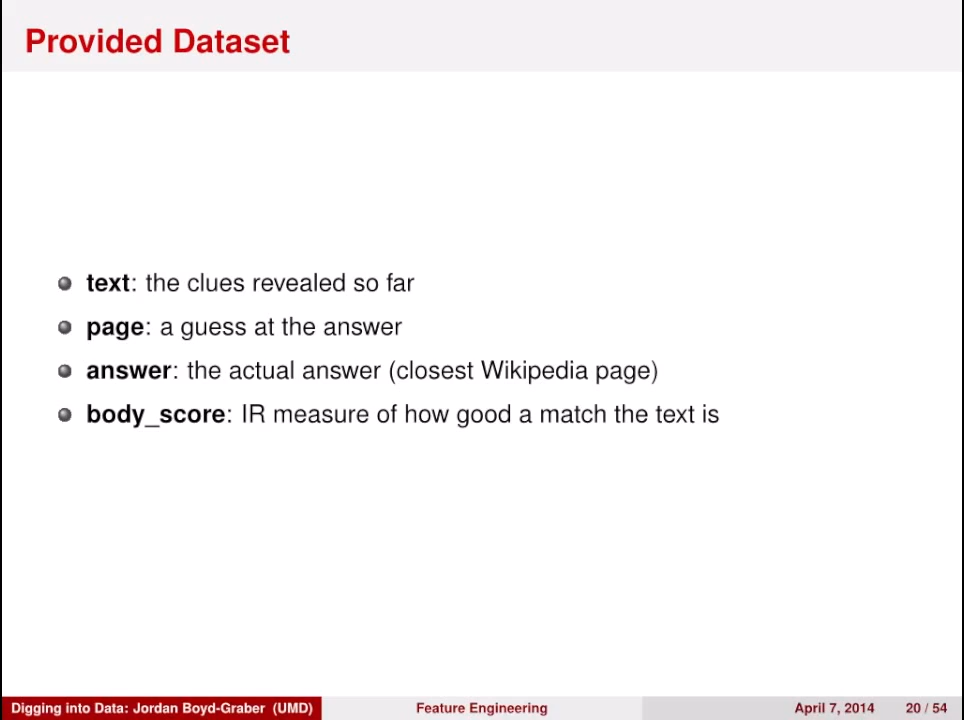 Provided Dataset
text: the clues revealed so far
page: a guess at the answer
answer: the actual answer (closest Wikipedia page)
body_score: IR measure of how good a match the text is
Digging into Data: Jordan Boyd-Graber (UMD) Feature Engineering April 7, 2014 20 / 54